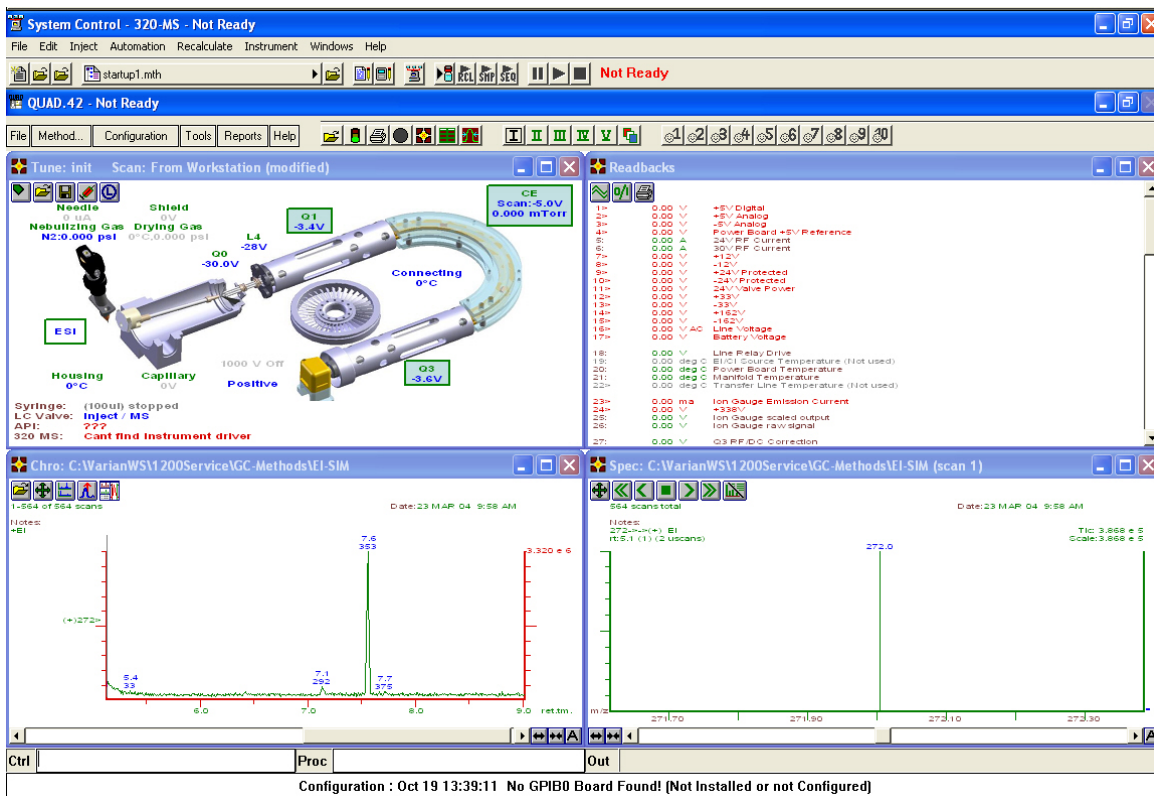 System Control - 320-MS - Not Ready
File Edit Inject Automation Recalculate Instrument Windows Help
startup1.mth RCL SMP SEQ Not Ready
QUAD.42 - Not Ready
File Method... Configuration Tools Reports Help I II III IV V 1 2 3 4 5 6 7 8 9 10
Tune: init Scan: From Workstation (modified)
Needle
0 uA
Shield
0V
Nebulizing Gas
N2:0.000 psi
Drying Gas
0°C,0.000 psi
L4
-28V
Q0
-30.0V
Q1
-3.4V
CE
Scan:-5.0V
0.000 mTorr
Connecting
0°C
ESI
Housing
0°C
Capillary
0V
1000 V Off
Positive
Q3
-3.6V
Syringe: (100ul) stopped
LC Valve: Inject / MS
API: ???
320 MS: Cant find instrument driver
Readbacks
1> 0.00 V +5V Digital
2> 0.00 V +5V Analog
3> 0.00 V -5V Analog
4> 0.00 V Power Board +5V Reference
5: 0.00 A 24V RF Current
6: 0.00 A 30V RF Current
7> 0.00 V +12V
8> 0.00 V -12V
9> 0.00 V +24V Protected
10> 0.00 V -24V Protected
11> 0.00 V 24V Valve Power
12> 0.00 V +33V
13> 0.00 V -33V
14> 0.00 V +162V
15> 0.00 V -162V
16> 0.00 V AC Line Voltage
17> 0.00 V Battery Voltage
18: 0.00 V Line Relay Drive
19: 0.00 deg C EI/CI Source Temperature (Not used)
20: 0.00 deg C Power Board Temperature
21: 0.00 deg C Manifold Temperature
22> 0.00 deg C Transfer Line Temperature (Not used)
23> 0.00 ma Ion Gauge Emission Current
24> 0.00 V +338V
25: 0.00 V Ion Gauge scaled output
26: 0.00 V Ion Gauge raw signal
27: 0.00 V Q3 RF/DC Correction
Chro: C:\VarianWS\1200Service\GC-Methods\EI-SIM
1-564 of 564 scans Date:23 MAR 04 9:58 AM
Notes:
+EI
7.6
353
3.320 e 6
(+)272>
5.4
33
7.1
292
7.7
375
6.0 7.0 8.0 9.0 ret.tm.
Spec: C:\VarianWS\1200Service\GC-Methods\EI-SIM (scan 1)
564 scans total Date:23 MAR 04 9:58 AM
Notes:
272->->(+) EI Tic: 3.868 e 5
rt:5.1 (1) (2 uscans) Scale:3.868 e 5
272.0
m/z 271.70 271.90 272.10 272.30
A A
Ctrl Proc Out
Configuration : Oct 19 13:39:11 No GPIB0 Board Found! (Not Installed or not Configured)